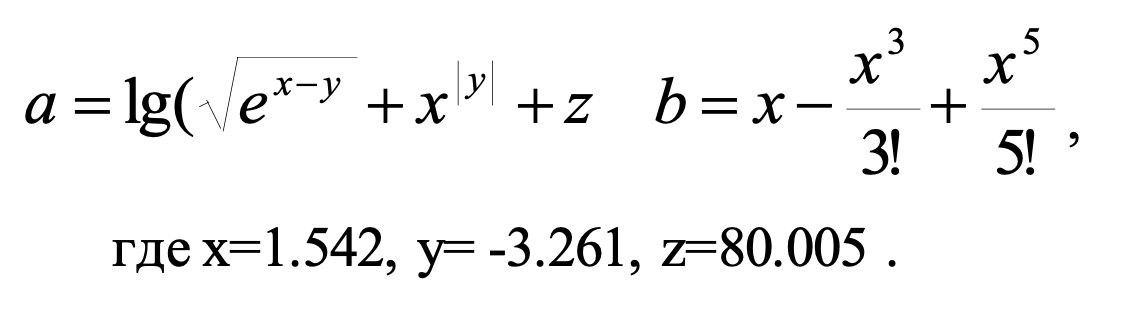 a = lg(√e^{x−y} + x^{|y|} + z b = x − x^3/3! + x^5/5! ,
где x=1.542, y= -3.261, z=80.005 .